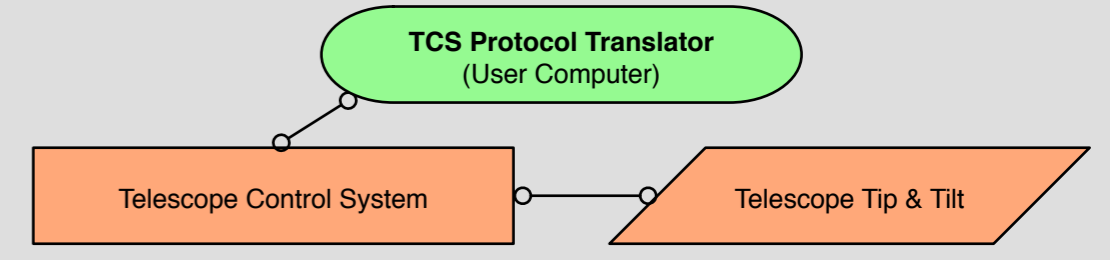 TCS Protocol Translator
(User Computer)
Telescope Control System
Telescope Tip & Tilt